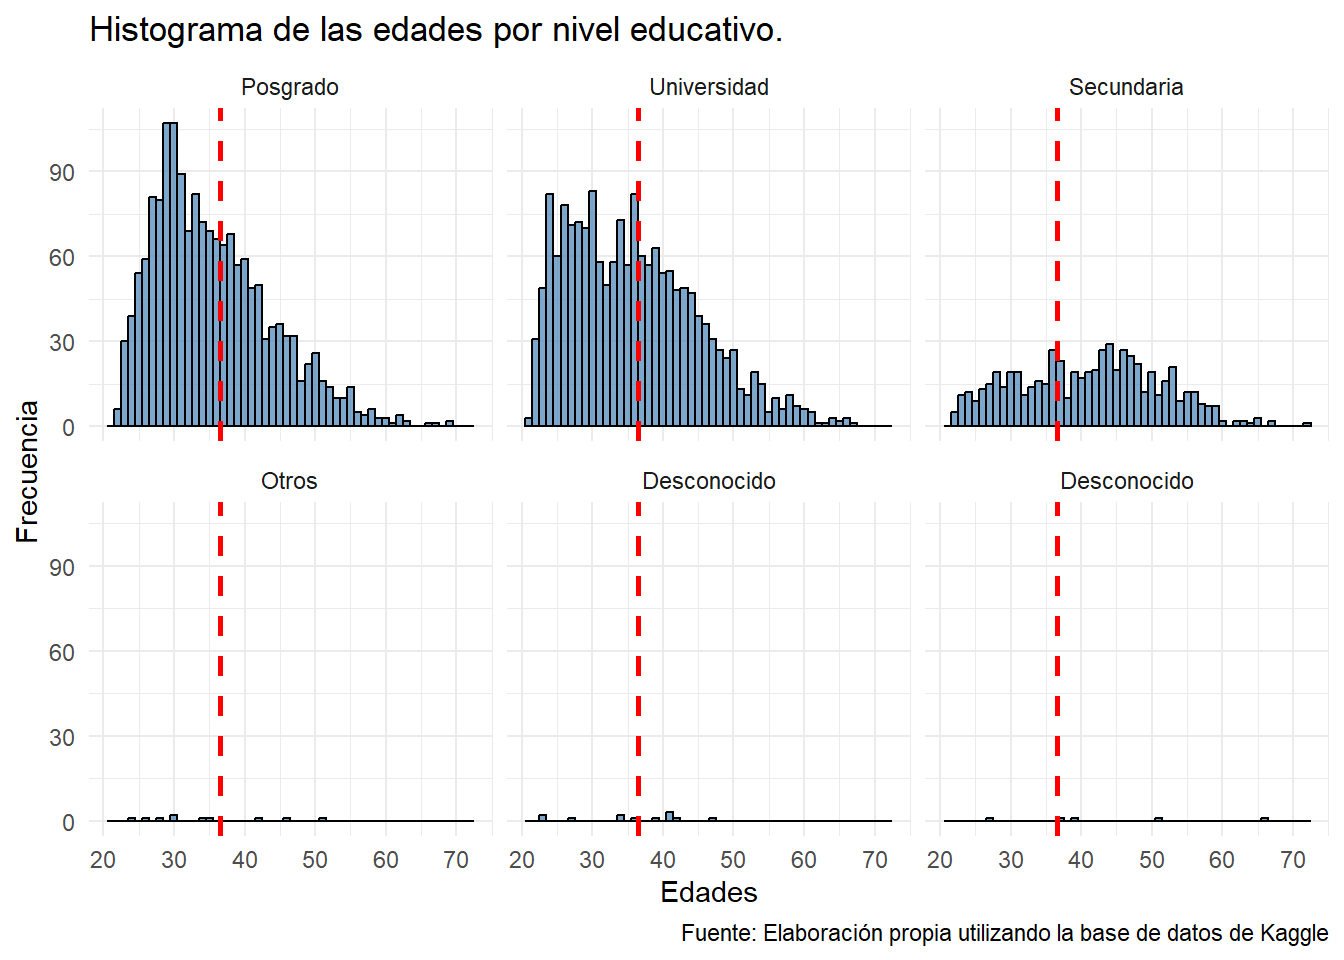 Histograma de las edades por nivel educativo.
Posgrado Universidad Secundaria
90
60
30
0
Otros Desconocido Desconocido
90
60
30
0
Frecuencia
20 30 40 50 60 70 20 30 40 50 60 70 20 30 40 50 60 70
Edades
Fuente: Elaboración propia utilizando la base de datos de Kaggle